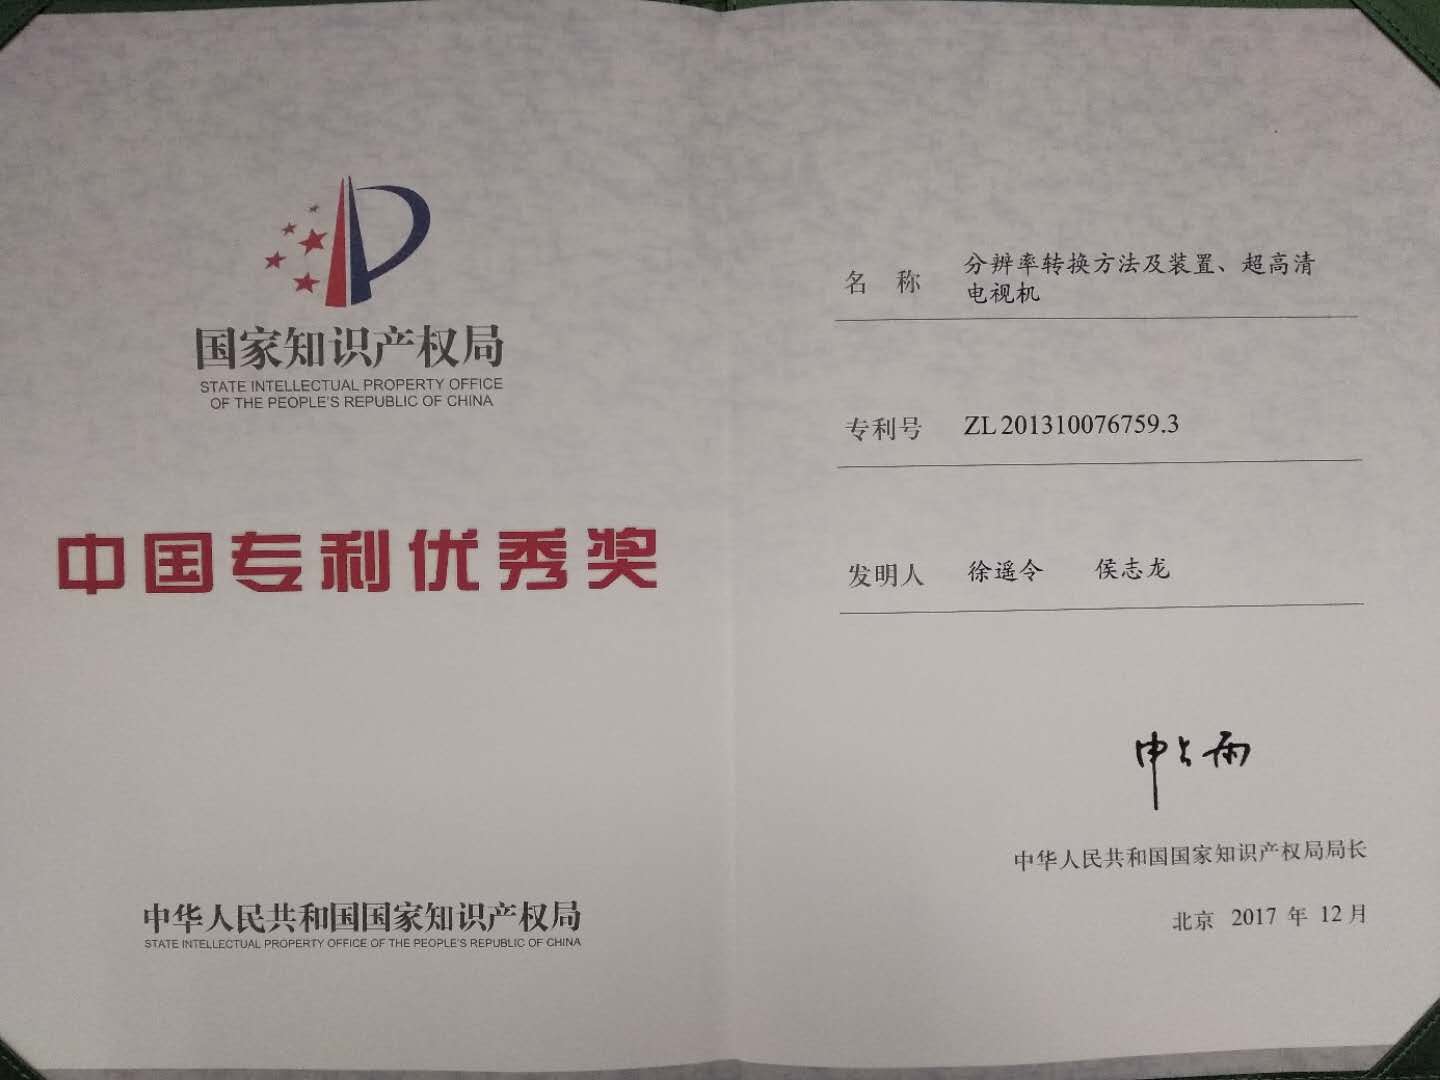 国家知识产权局
STATE INTELLECTUAL PROPERTY OFFICE
OF THE PEOPLE'S REPUBLIC OF CHINA
中国专利优秀奖
中华人民共和国国家知识产权局
STATE INTELLECTUAL PROPERTY OFFICE OF THE PEOPLE'S REPUBLIC OF CHINA
名 称 分辨率转换方法及装置、超高清
电视机
专利号 ZL 201310076759.3
发明人 徐遥令 侯志龙
申长雨
中华人民共和国国家知识产权局局长
北京 2017 年 12 月